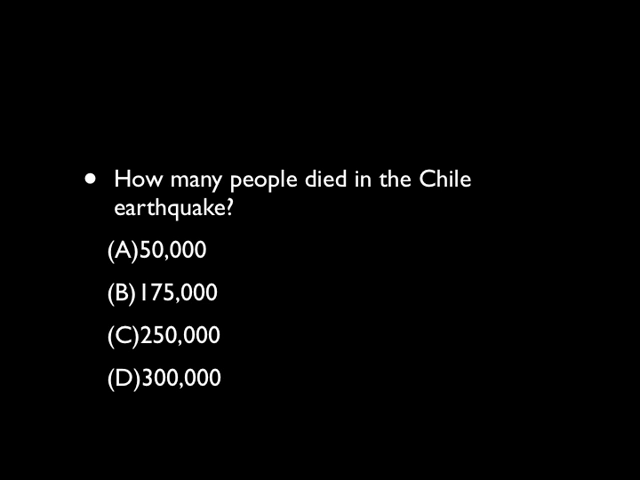 • How many people died in the Chile
earthquake?
(A)50,000
(B)175,000
(C)250,000
(D)300,000